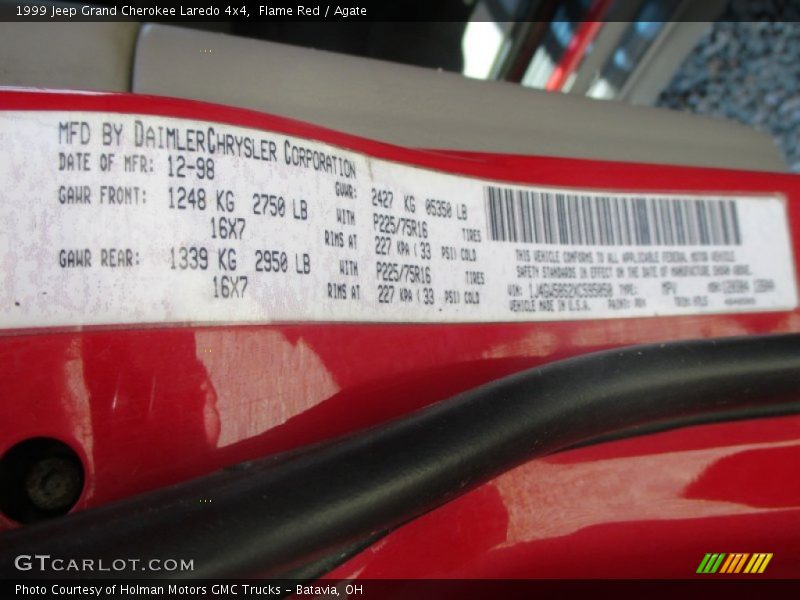 1999 Jeep Grand Cherokee Laredo 4x4, Flame Red / Agate
MFD BY DAIMLERCHRYSLER CORPORATION
DATE OF MFR: 12-98
GVWR: 2427 KG 05350 LB
GAWR FRONT: 1248 KG 2750 LB WITH P225/75R16 TIRES
16X7 RIMS AT 227 KPA ( 33 PSI) COLD
GAWR REAR: 1339 KG 2950 LB WITH P225/75R16 TIRES
16X7 RIMS AT 227 KPA ( 33 PSI) COLD
THIS VEHICLE CONFORMS TO ALL APPLICABLE FEDERAL MOTOR VEHICLE
SAFETY STANDARDS IN EFFECT ON THE DATE OF MANUFACTURE SHOWN ABOVE.
VIN: TYPE: MPV
VEHICLE MADE IN U.S.A. PAINT:
GTCARLOT.COM
Photo Courtesy of Holman Motors GMC Trucks – Batavia, OH